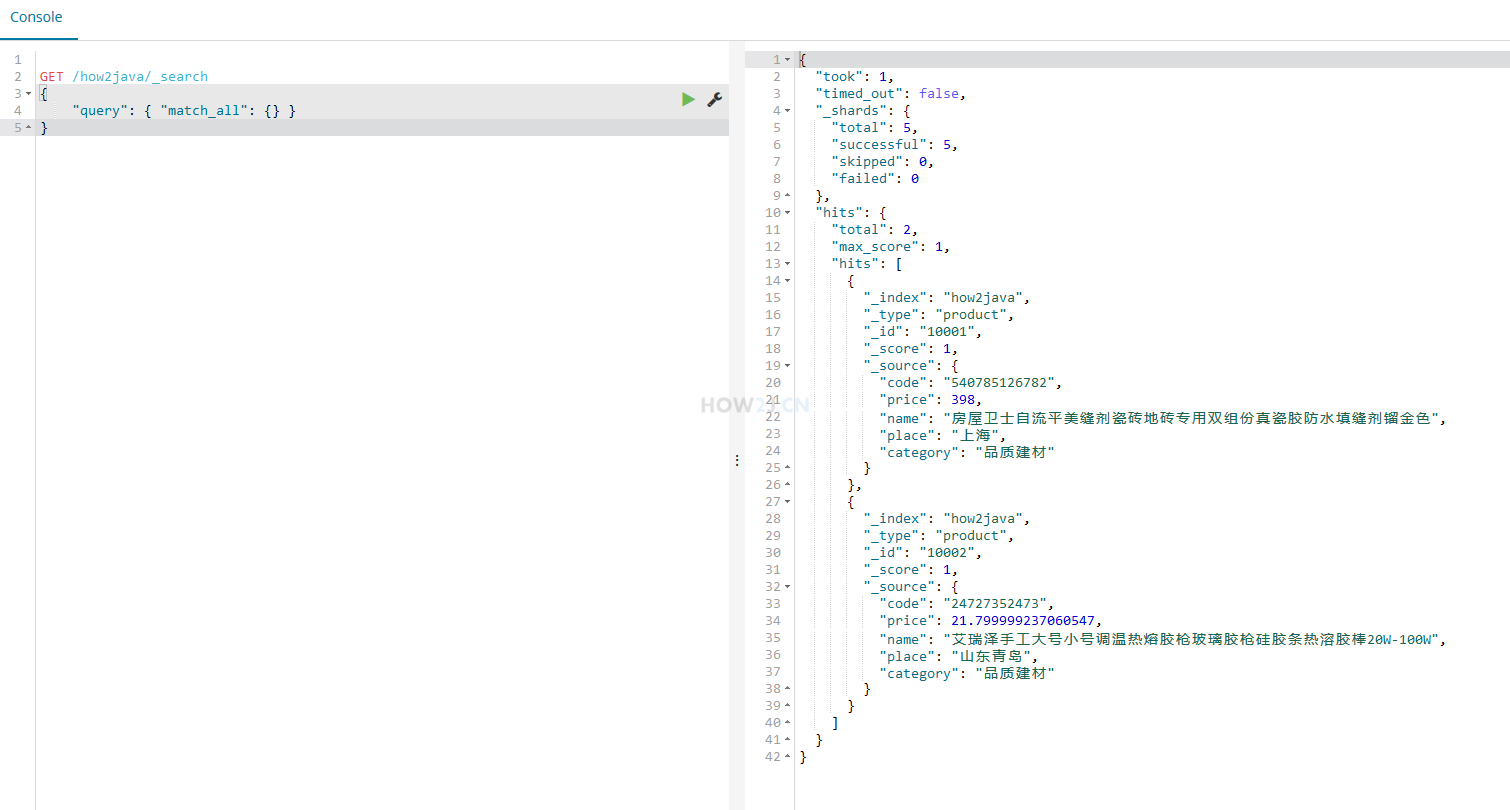 Console
1
2 GET /how2java/_search
3 {
4 "query": { "match_all": {} }
5 }
1 {
2 "took": 1,
3 "timed_out": false,
4 "_shards": {
5 "total": 5,
6 "successful": 5,
7 "skipped": 0,
8 "failed": 0
9 },
10 "hits": {
11 "total": 2,
12 "max_score": 1,
13 "hits": [
14 {
15 "_index": "how2java",
16 "_type": "product",
17 "_id": "10001",
18 "_score": 1,
19 "_source": {
20 "code": "540785126782",
21 "price": 398,
22 "name": "房屋卫士自流平美缝剂瓷砖地砖专用双组份真瓷胶防水填缝剂镏金色",
23 "place": "上海",
24 "category": "品质建材"
25 }
26 },
27 {
28 "_index": "how2java",
29 "_type": "product",
30 "_id": "10002",
31 "_score": 1,
32 "_source": {
33 "code": "24727352473",
34 "price": 21.799999237060547,
35 "name": "艾瑞泽手工大号小号调温热熔胶枪玻璃胶枪硅胶条热溶胶棒20W-100W",
36 "place": "山东青岛",
37 "category": "品质建材"
38 }
39 }
40 ]
41 }
42 }
HOW2J.CN